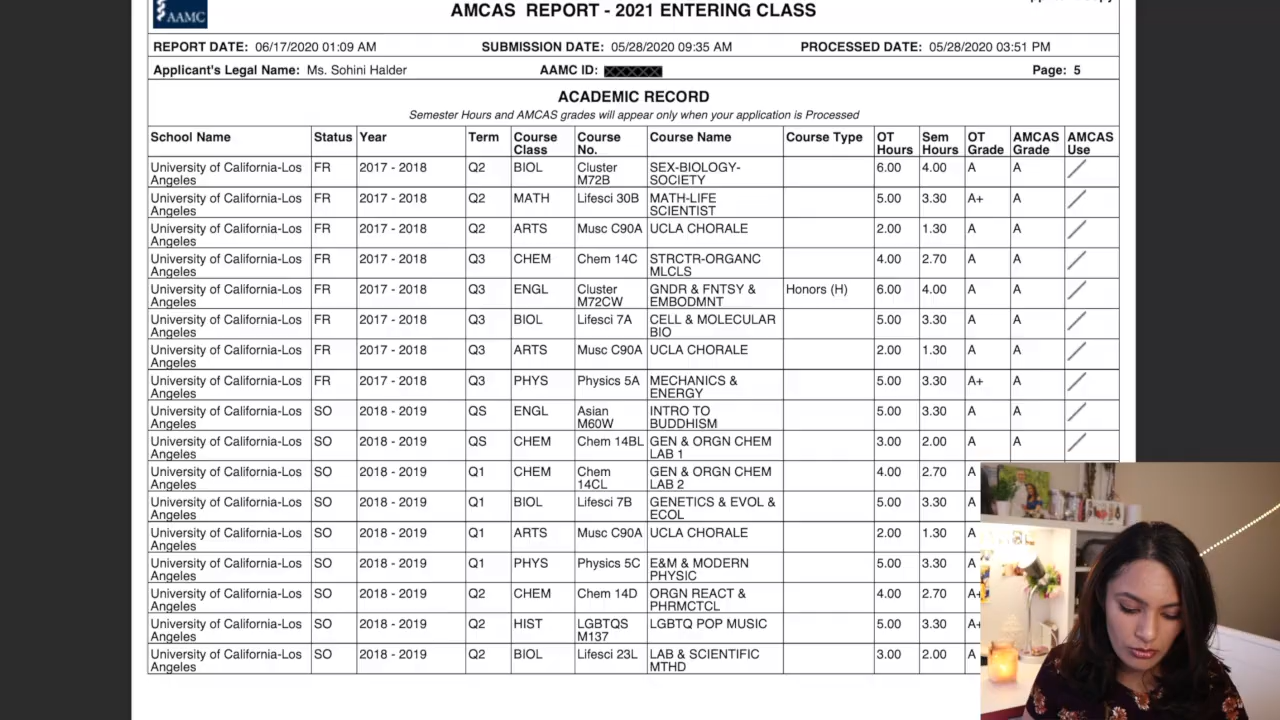 AAMC
AMCAS REPORT - 2021 ENTERING CLASS
REPORT DATE: 06/17/2020 01:09 AM SUBMISSION DATE: 05/28/2020 09:35 AM PROCESSED DATE: 05/28/2020 03:51 PM
Applicant's Legal Name: Ms. Sohini Halder AAMC ID: Page: 5
ACADEMIC RECORD
Semester Hours and AMCAS grades will appear only when your application is Processed
School Name Status Year Term Course Class Course No. Course Name Course Type OT Hours Sem Hours OT Grade AMCAS Grade AMCAS Use
University of California-Los Angeles FR 2017 - 2018 Q2 BIOL Cluster M72B SEX-BIOLOGY-SOCIETY 6.00 4.00 A A
University of California-Los Angeles FR 2017 - 2018 Q2 MATH Lifesci 30B MATH-LIFE SCIENTIST 5.00 3.30 A+ A
University of California-Los Angeles FR 2017 - 2018 Q2 ARTS Musc C90A UCLA CHORALE 2.00 1.30 A A
University of California-Los Angeles FR 2017 - 2018 Q3 CHEM Chem 14C STRCTR-ORGANC MLCLS 4.00 2.70 A A
University of California-Los Angeles FR 2017 - 2018 Q3 ENGL Cluster M72CW GNDR & FNTSY & EMBODMNT Honors (H) 6.00 4.00 A A
University of California-Los Angeles FR 2017 - 2018 Q3 BIOL Lifesci 7A CELL & MOLECULAR BIO 5.00 3.30 A A
University of California-Los Angeles FR 2017 - 2018 Q3 ARTS Musc C90A UCLA CHORALE 2.00 1.30 A A
University of California-Los Angeles FR 2017 - 2018 Q3 PHYS Physics 5A MECHANICS & ENERGY 5.00 3.30 A+ A
University of California-Los Angeles SO 2018 - 2019 QS ENGL Asian M60W INTRO TO BUDDHISM 5.00 3.30 A A
University of California-Los Angeles SO 2018 - 2019 QS CHEM Chem 14BL GEN & ORGN CHEM LAB 1 3.00 2.00 A A
University of California-Los Angeles SO 2018 - 2019 Q1 CHEM Chem 14CL GEN & ORGN CHEM LAB 2 4.00 2.70 A
University of California-Los Angeles SO 2018 - 2019 Q1 BIOL Lifesci 7B GENETICS & EVOL & ECOL 5.00 3.30 A
University of California-Los Angeles SO 2018 - 2019 Q1 ARTS Musc C90A UCLA CHORALE 2.00 1.30 A
University of California-Los Angeles SO 2018 - 2019 Q1 PHYS Physics 5C E&M & MODERN PHYSIC 5.00 3.30 A
University of California-Los Angeles SO 2018 - 2019 Q2 CHEM Chem 14D ORGN REACT & PHRMCTCL 4.00 2.70 A+
University of California-Los Angeles SO 2018 - 2019 Q2 HIST LGBTQS M137 LGBTQ POP MUSIC 5.00 3.30 A+
University of California-Los Angeles SO 2018 - 2019 Q2 BIOL Lifesci 23L LAB & SCIENTIFIC MTHD 3.00 2.00 A